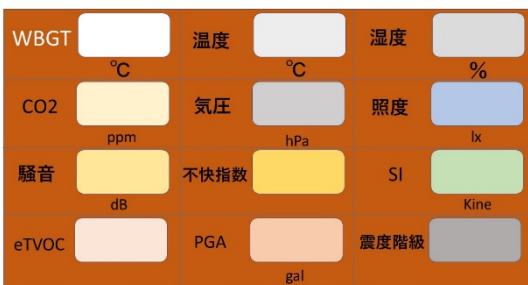 WBGT
℃
温度
℃
湿度
%
CO2
ppm
気圧
hPa
照度
lx
騒音
dB
不快指数
SI
Kine
eTVOC
PGA
gal
震度階級